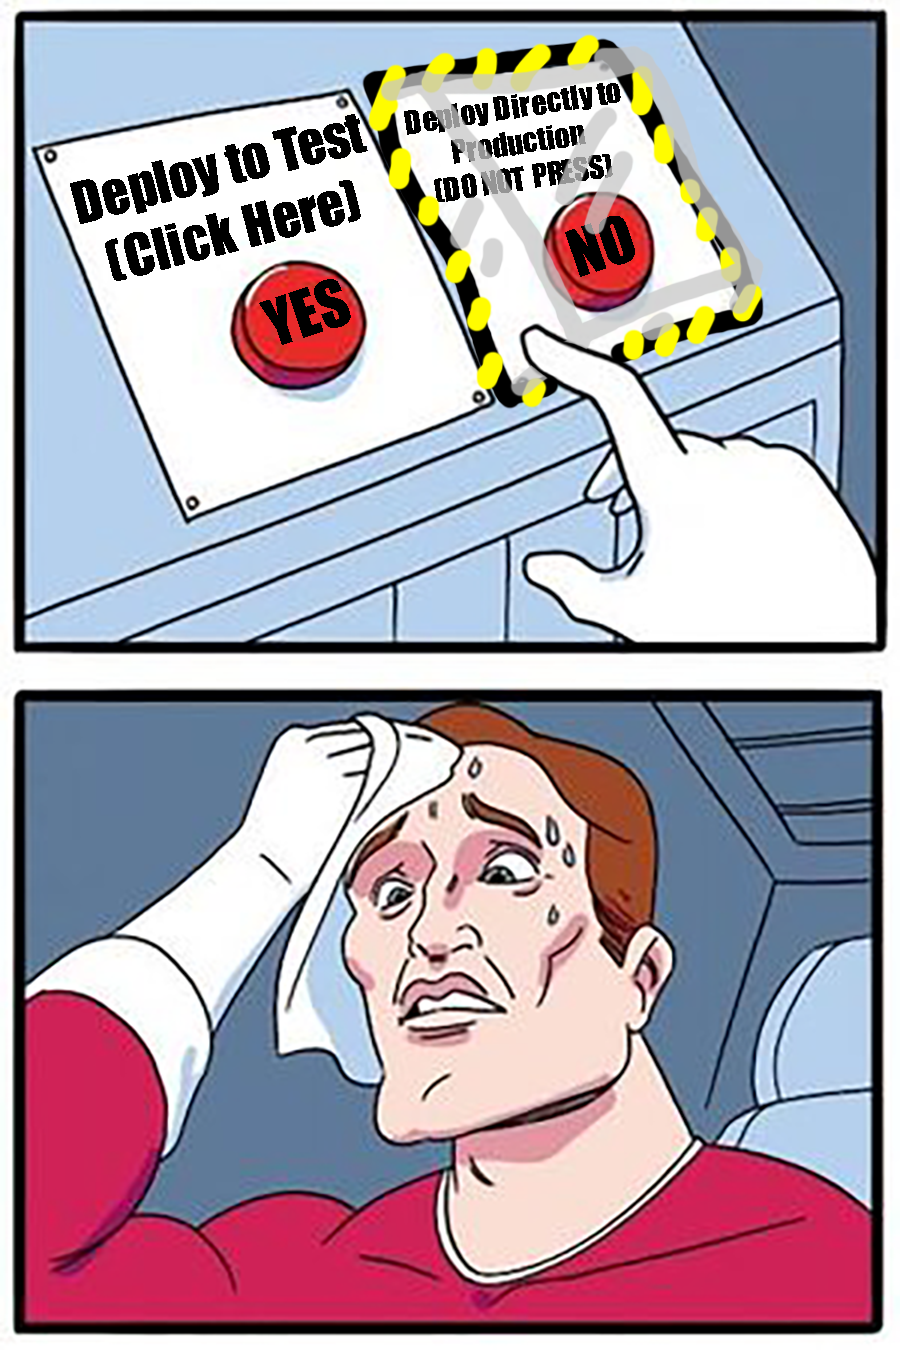 Deploy to Test
(Click Here)
YES
Deploy Directly to
Production
(DO NOT PRESS)
NO